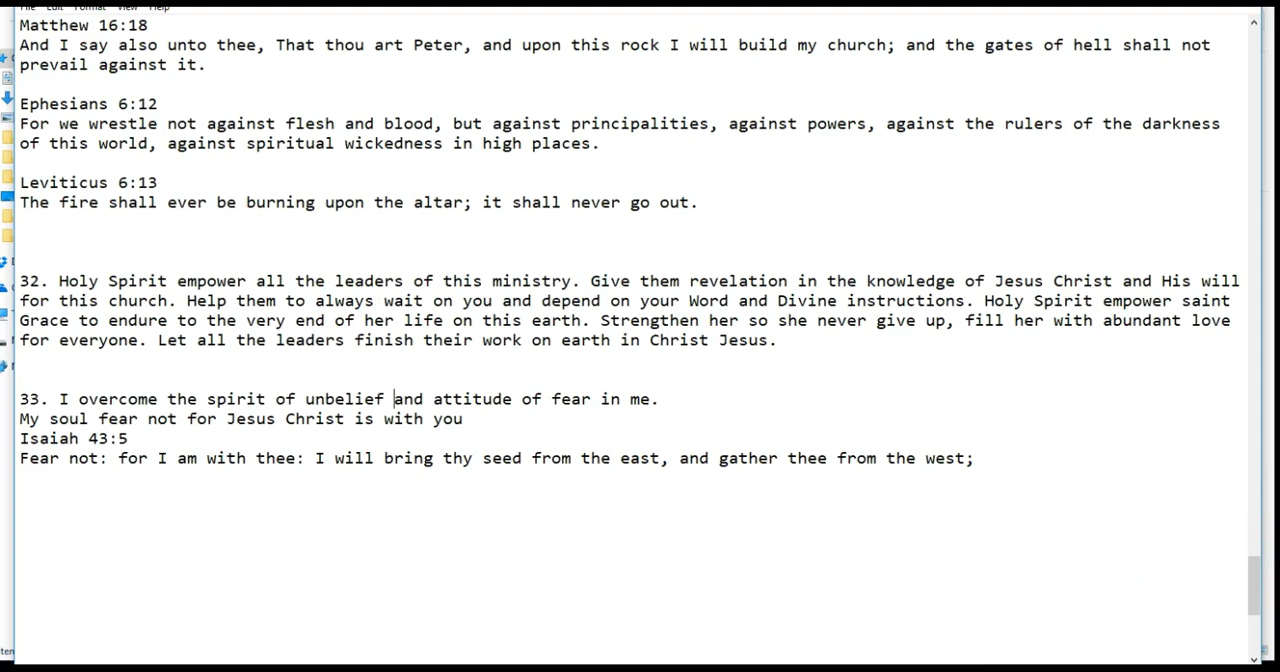 File Edit Format View Help
Matthew 16:18
And I say also unto thee, That thou art Peter, and upon this rock I will build my church; and the gates of hell shall not
prevail against it.
Ephesians 6:12
For we wrestle not against flesh and blood, but against principalities, against powers, against the rulers of the darkness
of this world, against spiritual wickedness in high places.
Leviticus 6:13
The fire shall ever be burning upon the altar; it shall never go out.
32. Holy Spirit empower all the leaders of this ministry. Give them revelation in the knowledge of Jesus Christ and His will
for this church. Help them to always wait on you and depend on your Word and Divine instructions. Holy Spirit empower saint
Grace to endure to the very end of her life on this earth. Strengthen her so she never give up, fill her with abundant love
for everyone. Let all the leaders finish their work on earth in Christ Jesus.
33. I overcome the spirit of unbelief and attitude of fear in me.
My soul fear not for Jesus Christ is with you
Isaiah 43:5
Fear not: for I am with thee: I will bring thy seed from the east, and gather thee from the west;